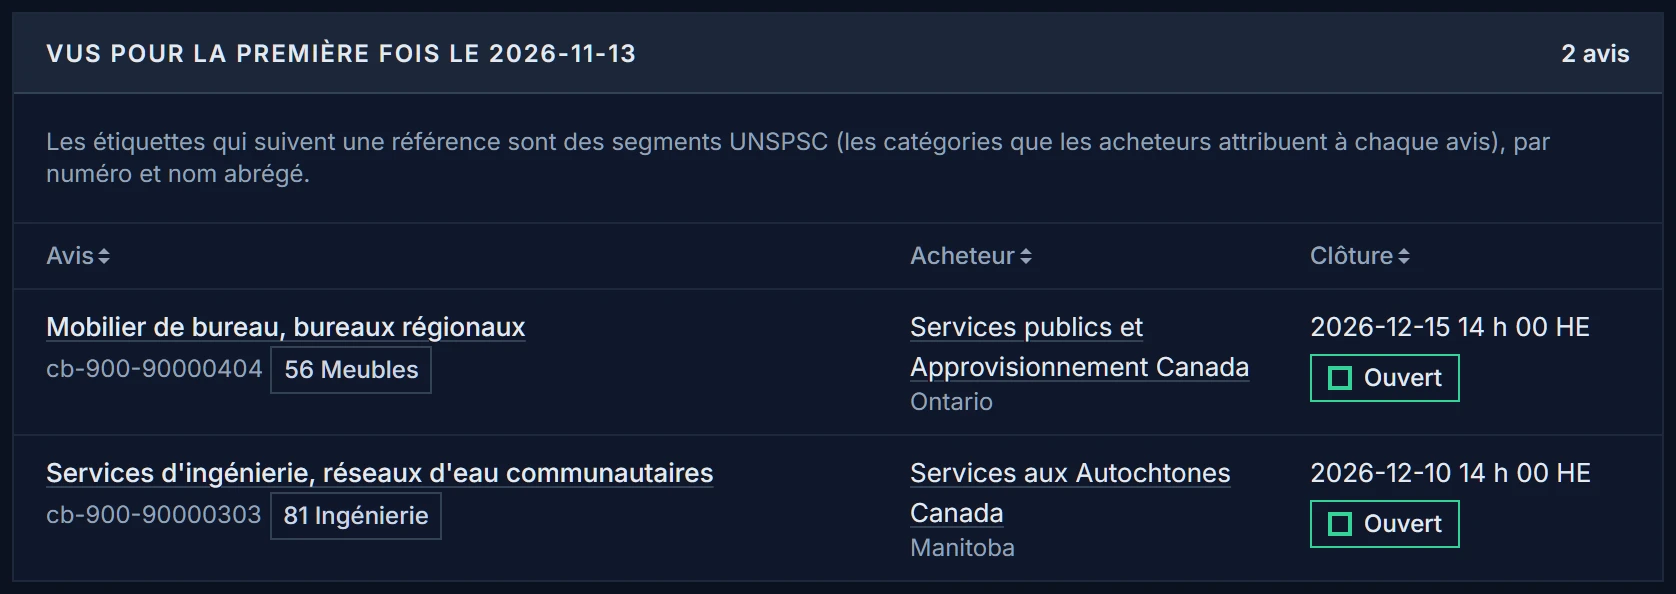 VUS POUR LA PREMIÈRE FOIS LE 2026-11-13
2 avis
Les étiquettes qui suivent une référence sont des segments UNSPSC (les catégories que les acheteurs attribuent à chaque avis), par
numéro et nom abrégé.
Avis
Acheteur
Clôture
Mobilier de bureau, bureaux régionaux
cb-900-90000404 56 Meubles
Services publics et
Approvisionnement Canada
Ontario
2026-12-15 14 h 00 HE
Ouvert
Services d'ingénierie, réseaux d'eau communautaires
cb-900-90000303 81 Ingénierie
Services aux Autochtones
Canada
Manitoba
2026-12-10 14 h 00 HE
Ouvert